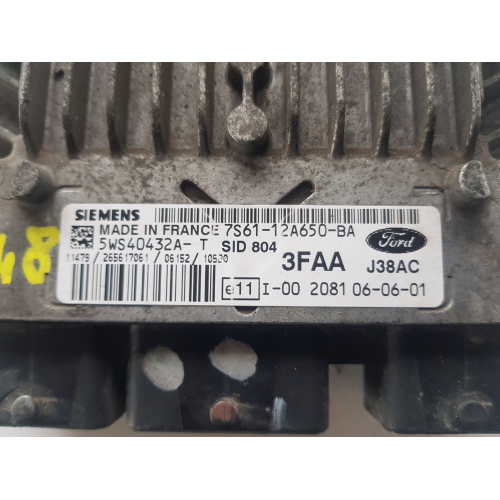 SIEMENS
MADE IN FRANCE 7S61-12A650-BA
5WS40432A- T SID 804
11479 / 265617061 / 06152 / 10520
3FAA J38AC
Ford
e11 I-00 2081 06-06-01
48